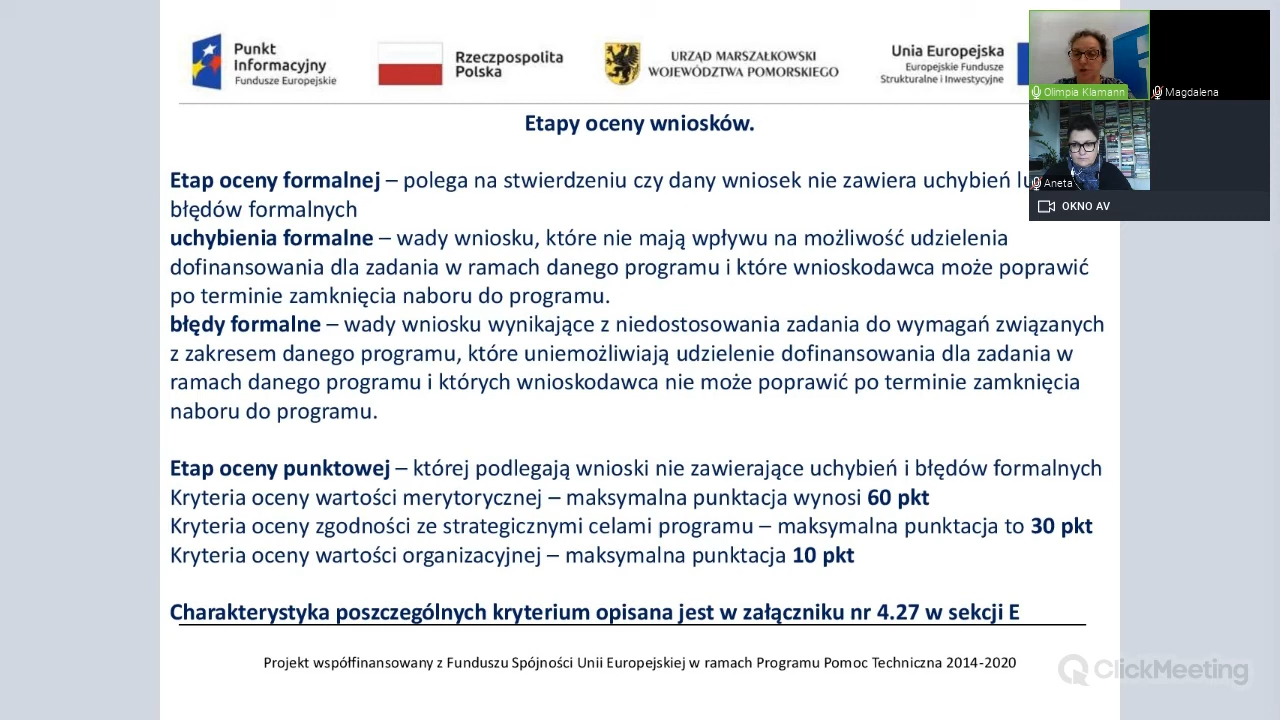 Punkt
Informacyjny
Fundusze Europejskie
Rzeczpospolita
Polska
URZĄD MARSZAŁKOWSKI
WOJEWÓDZTWA POMORSKIEGO
Unia Europejska
Europejskie Fundusze
Strukturalne i Inwestycyjne
Olimpia Klamann
Magdalena
Aneta
OKNO AV
Etapy oceny wniosków.
Etap oceny formalnej – polega na stwierdzeniu czy dany wniosek nie zawiera uchybień
błędów formalnych
uchybienia formalne – wady wniosku, które nie mają wpływu na możliwość udzielenia
dofinansowania dla zadania w ramach danego programu i które wnioskodawca może poprawić
po terminie zamknięcia naboru do programu.
błędy formalne – wady wniosku wynikające z niedostosowania zadania do wymagań związanych
z zakresem danego programu, które uniemożliwiają udzielenie dofinansowania dla zadania w
ramach danego programu i których wnioskodawca nie może poprawić po terminie zamknięcia
naboru do programu.
Etap oceny punktowej – której podlegają wnioski nie zawierające uchybień i błędów formalnych
Kryteria oceny wartości merytorycznej – maksymalna punktacja wynosi 60 pkt
Kryteria oceny zgodności ze strategicznymi celami programu – maksymalna punktacja to 30 pkt
Kryteria oceny wartości organizacyjnej – maksymalna punktacja 10 pkt
Charakterystyka poszczególnych kryterium opisana jest w załączniku nr 4.27 w sekcji E
Projekt współfinansowany z Funduszu Spójności Unii Europejskiej w ramach Programu Pomoc Techniczna 2014-2020
ClickMeeting